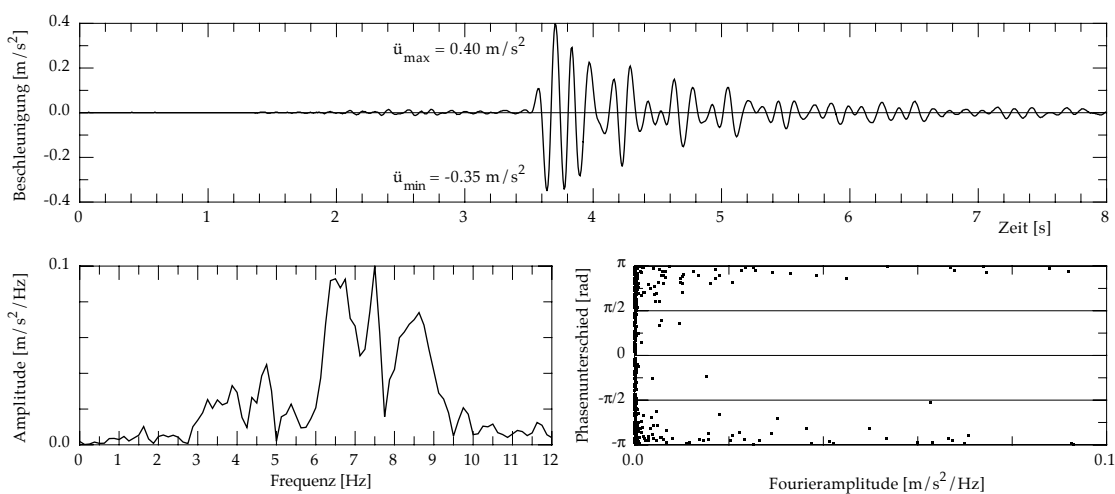 0.4
0.2
0.0
-0.2
-0.4
Beschleunigung [m/s²]
ümax = 0.40 m/s²
ümin = -0.35 m/s²
0 1 2 3 4 5 6 7 8
Zeit [s]
0.1
0.0
Amplitude [m/s²/Hz]
0 1 2 3 4 5 6 7 8 9 10 11 12
Frequenz [Hz]
π
π/2
0
-π/2
-π
Phasenunterschied [rad]
0.0 0.1
Fourieramplitude [m/s²/Hz]